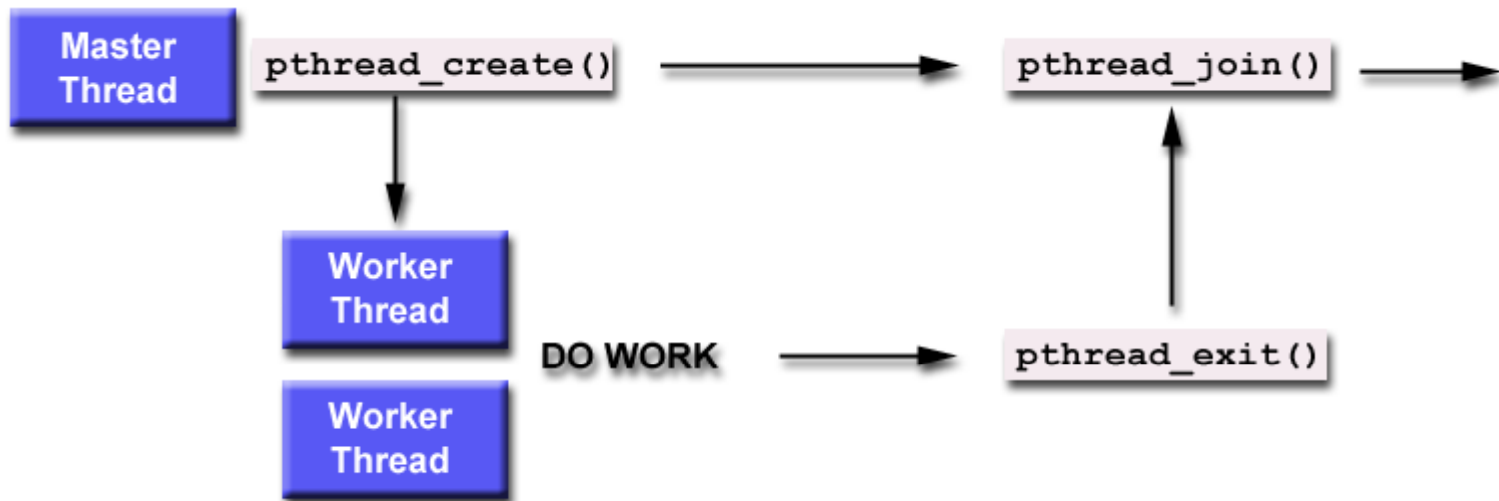 Master
Thread
pthread_create()
pthread_join()
Worker
Thread
DO WORK
pthread_exit()
Worker
Thread